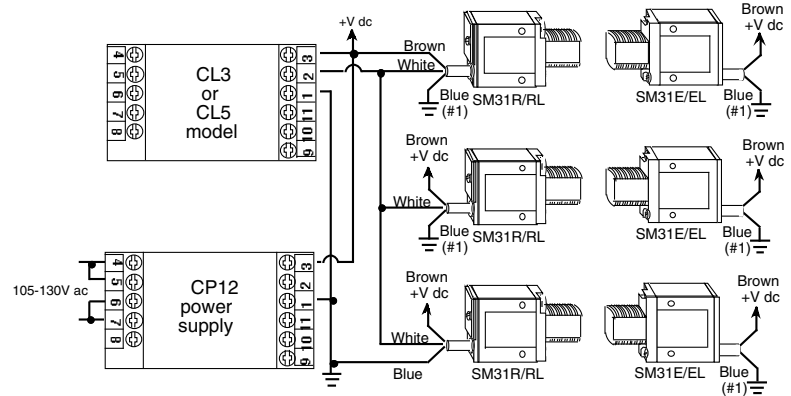 +V dc
Brown
+V dc
4
5
6
7
8
CL3
or
CL5
model
3
2
1
11
10
9
Brown
White
Blue
(#1)
SM31R/RL
SM31E/EL
Blue
(#1)
Brown
+V dc
White
Blue
(#1)
SM31R/RL
SM31E/EL
Brown
+V dc
Blue
(#1)
105-130V ac
4
5
6
7
8
CP12
power
supply
3
2
1
11
10
9
Brown
+V dc
White
Blue
SM31R/RL
SM31E/EL
Brown
+V dc
Blue
(#1)